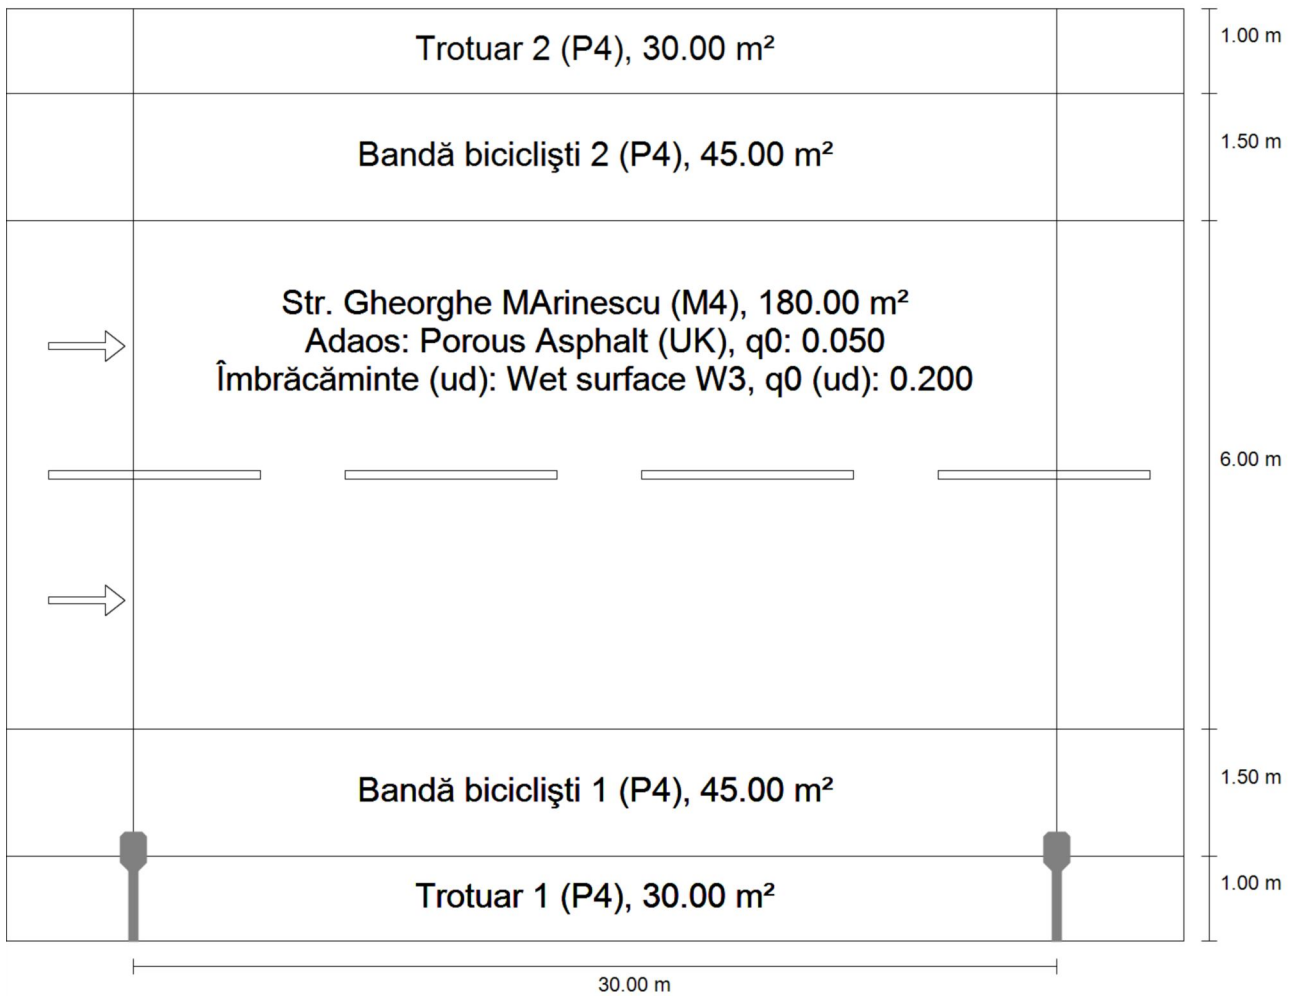 Trotuar 2 (P4), 30.00 m²
1.00 m
Bandă biciclişti 2 (P4), 45.00 m²
1.50 m
Str. Gheorghe MArinescu (M4), 180.00 m²
Adaos: Porous Asphalt (UK), q0: 0.050
Îmbrăcăminte (ud): Wet surface W3, q0 (ud): 0.200
6.00 m
Bandă biciclişti 1 (P4), 45.00 m²
1.50 m
Trotuar 1 (P4), 30.00 m²
1.00 m
30.00 m